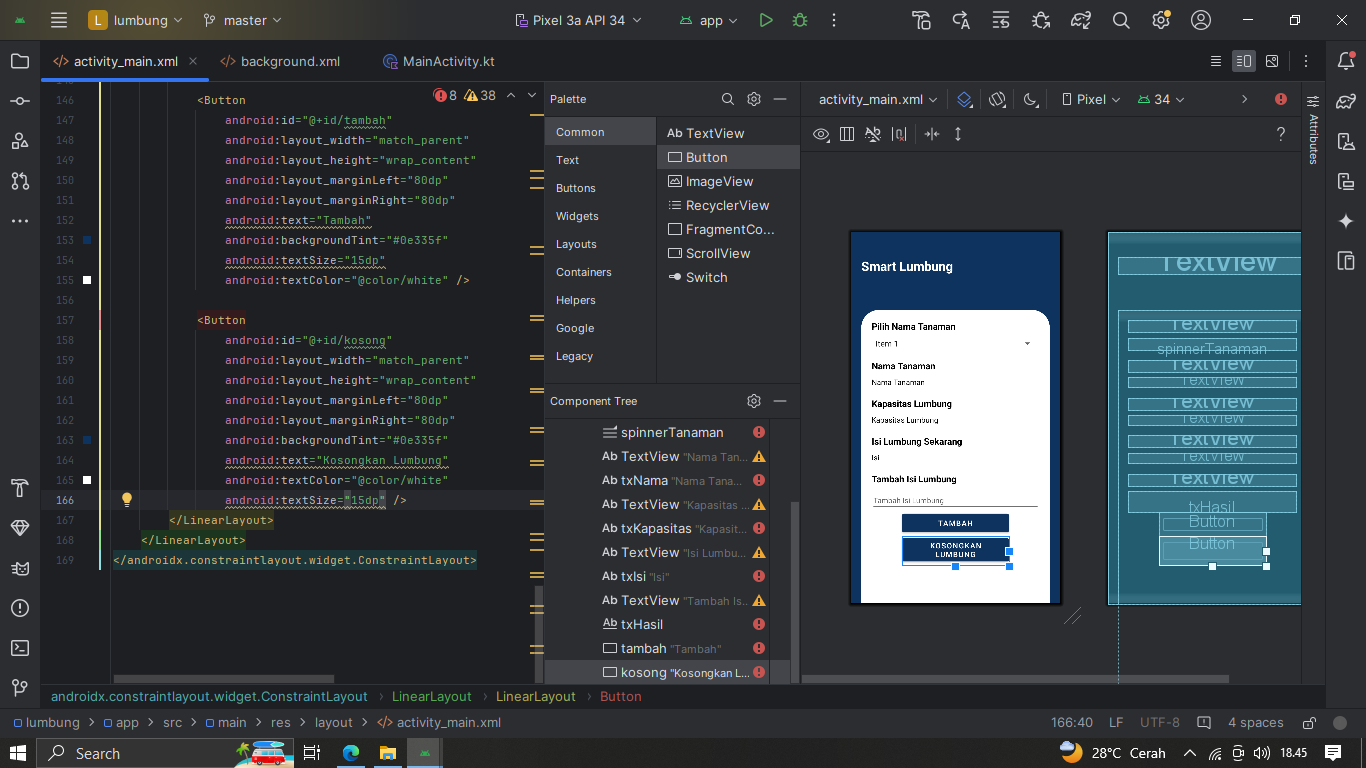 L lumbung master Pixel 3a API 34 app
activity_main.xml background.xml MainActivity.kt
8 38
146 <Button
147 android:id="@+id/tambah"
148 android:layout_width="match_parent"
149 android:layout_height="wrap_content"
150 android:layout_marginLeft="80dp"
151 android:layout_marginRight="80dp"
152 android:text="Tambah"
153 android:backgroundTint="#0e335f"
154 android:textSize="15dp"
155 android:textColor="@color/white" />
156
157 <Button
158 android:id="@+id/kosong"
159 android:layout_width="match_parent"
160 android:layout_height="wrap_content"
161 android:layout_marginLeft="80dp"
162 android:layout_marginRight="80dp"
163 android:backgroundTint="#0e335f"
164 android:text="Kosongkan Lumbung"
165 android:textColor="@color/white"
166 android:textSize="15dp" />
167 </LinearLayout>
168 </LinearLayout>
169 </androidx.constraintlayout.widget.ConstraintLayout>
Palette
Common
Text
Buttons
Widgets
Layouts
Containers
Helpers
Google
Legacy
Ab TextView
Button
ImageView
RecyclerView
FragmentCo...
ScrollView
Switch
Component Tree
spinnerTanaman
Ab TextView "Nama Tan...
Ab txNama "Nama Tana...
Ab TextView "Kapasitas ...
Ab txKapasitas "Kapasit...
Ab TextView "Isi Lumbu...
Ab txIsi "Isi"
Ab TextView "Tambah Is...
Ab txHasil
tambah "Tambah"
kosong "Kosongkan L...
activity_main.xml Pixel 34
?
Attributes
Smart Lumbung
Pilih Nama Tanaman
Item 1
Nama Tanaman
Nama Tanaman
Kapasitas Lumbung
Kapasitas Lumbung
Isi Lumbung Sekarang
Isi
Tambah Isi Lumbung
Tambah Isi Lumbung
TAMBAH
KOSONGKAN
LUMBUNG
TextView
TextView
spinnerTanaman
TextView
TextView
TextView
TextView
TextView
TextView
TextView
txHasil
Button
Button
androidx.constraintlayout.widget.ConstraintLayout LinearLayout LinearLayout Button
lumbung app src main res layout activity_main.xml 166:40 LF UTF-8 4 spaces
Search 28°C Cerah 18.45